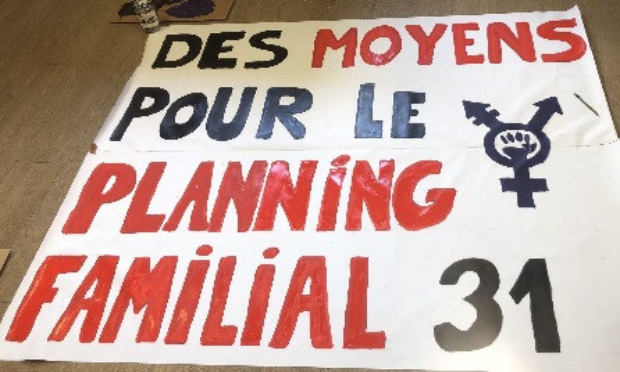 DES MOYENS
POUR LE
PLANNiNG
FAMiLiAL 31